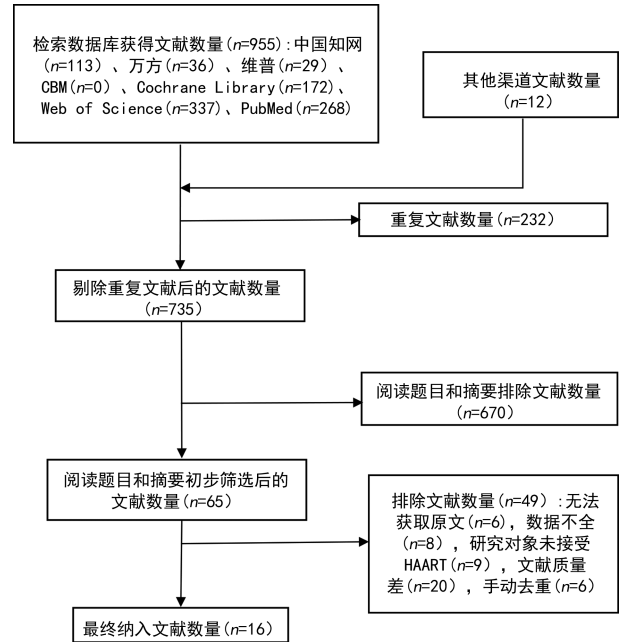 检索数据库获得文献数量(n=955):中国知网
(n=113)、万方(n=36)、维普(n=29)、
CBM(n=0)、Cochrane Library(n=172)、
Web of Science(n=337)、PubMed(n=268)
其他渠道文献数量
(n=12)
重复文献数量(n=232)
剔除重复文献后的文献数量
(n=735)
阅读题目和摘要排除文献数量
(n=670)
阅读题目和摘要初步筛选后的
文献数量(n=65)
排除文献数量(n=49):无法
获取原文(n=6),数据不全
(n=8),研究对象未接受
HAART(n=9),文献质量
差(n=20),手动去重(n=6)
最终纳入文献数量(n=16)